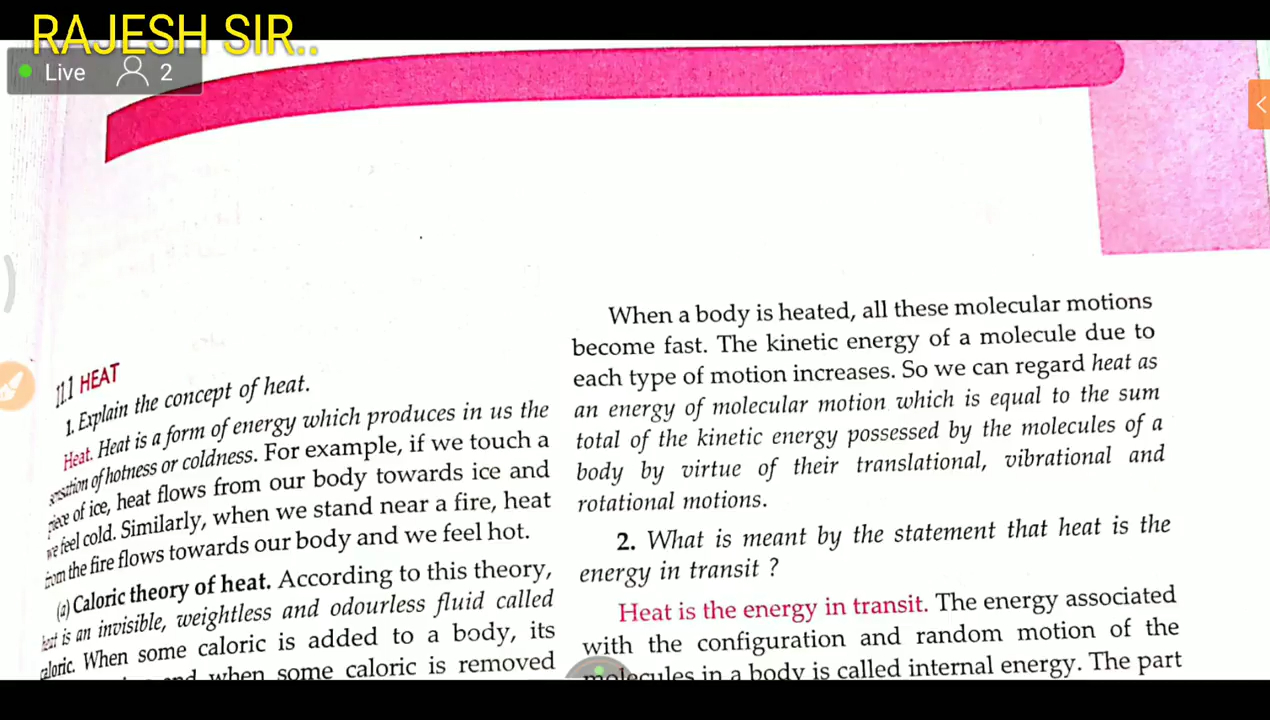 RAJESH SIR..
Live 2
11.1 HEAT
1. Explain the concept of heat.
Heat. Heat is a form of energy which produces in us the
sensation of hotness or coldness. For example, if we touch a
piece of ice, heat flows from our body towards ice and
we feel cold. Similarly, when we stand near a fire, heat
from the fire flows towards our body and we feel hot.
(a) Caloric theory of heat. According to this theory,
heat is an invisible, weightless and odourless fluid called
caloric. When some caloric is added to a body, its
and when some caloric is removed
When a body is heated, all these molecular motions
become fast. The kinetic energy of a molecule due to
each type of motion increases. So we can regard heat as
an energy of molecular motion which is equal to the sum
total of the kinetic energy possessed by the molecules of a
body by virtue of their translational, vibrational and
rotational motions.
2. What is meant by the statement that heat is the
energy in transit ?
Heat is the energy in transit. The energy associated
with the configuration and random motion of the
molecules in a body is called internal energy. The part